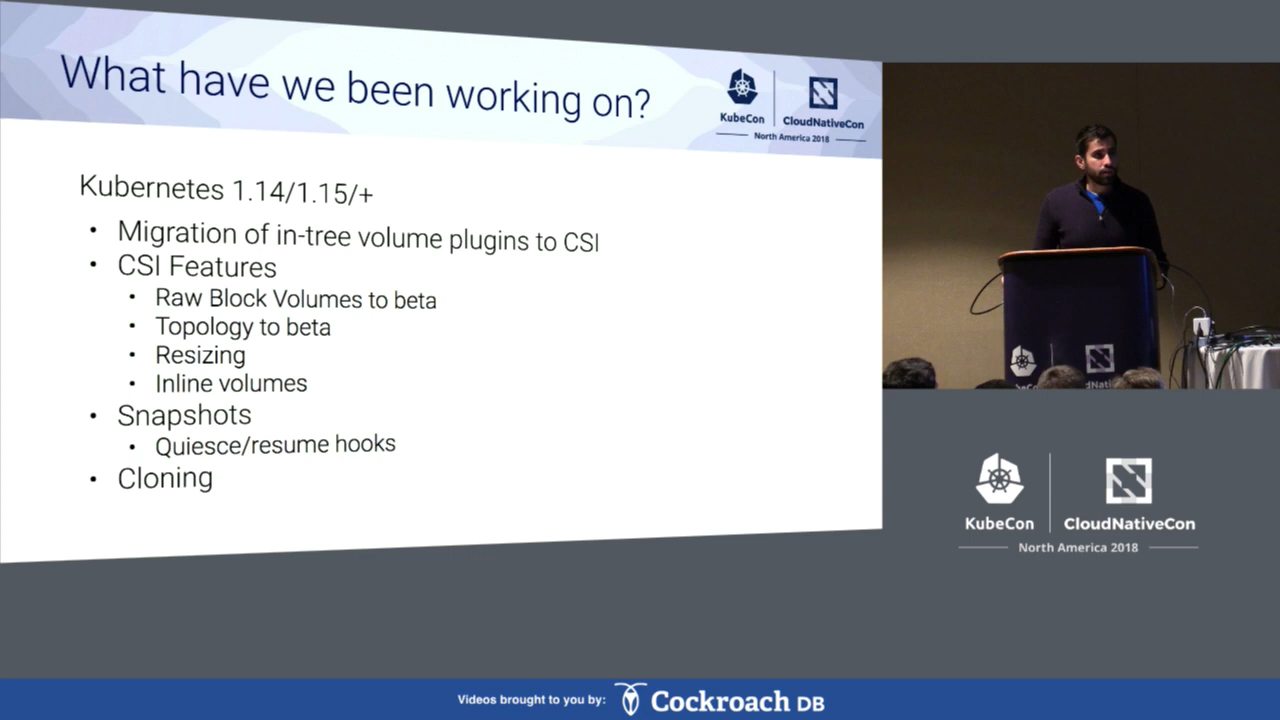 What have we been working on?
KubeCon
CloudNativeCon
North America 2018
Kubernetes 1.14/1.15/+
• Migration of in-tree volume plugins to CSI
• CSI Features
• Raw Block Volumes to beta
• Topology to beta
• Resizing
• Inline volumes
• Snapshots
• Quiesce/resume hooks
• Cloning
KubeCon
CloudNativeCon
North America 2018
Videos brought to you by:
Cockroach DB